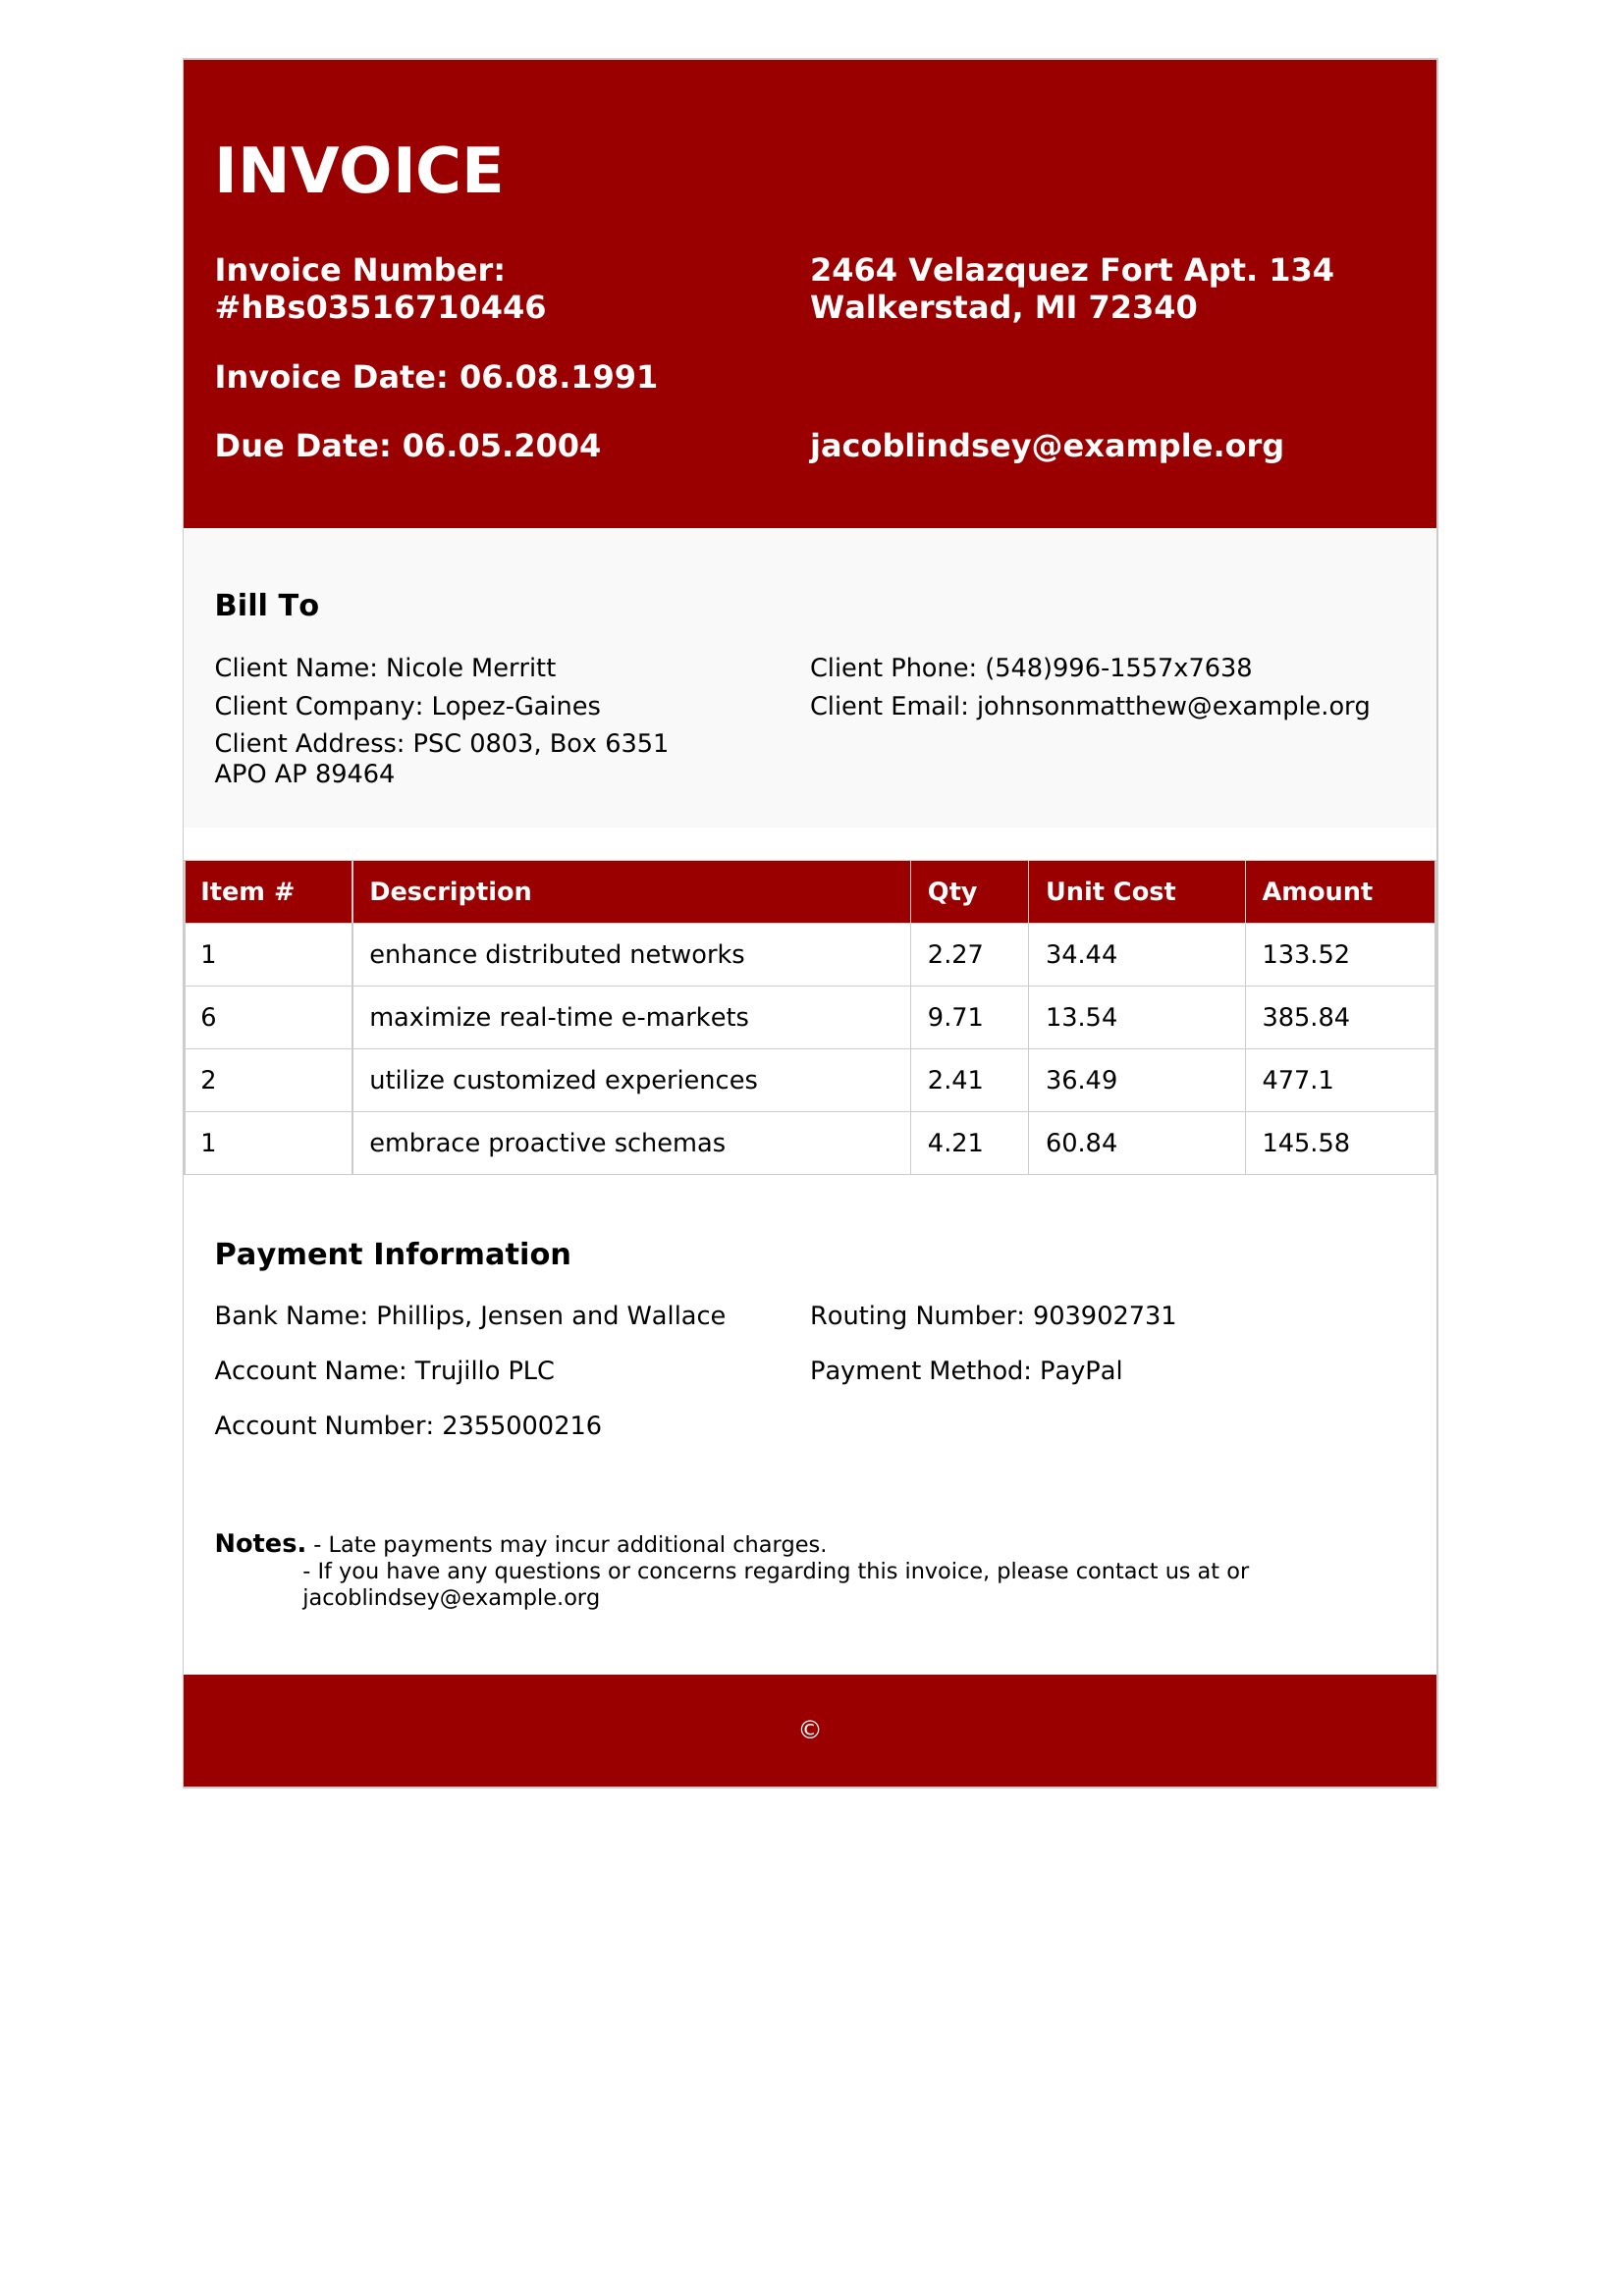 INVOICE
Invoice Number:
#hBs03516710446
2464 Velazquez Fort Apt. 134
Walkerstad, MI 72340
Invoice Date: 06.08.1991
Due Date: 06.05.2004
jacoblindsey@example.org
Bill To
Client Name: Nicole Merritt
Client Phone: (548)996-1557x7638
Client Company: Lopez-Gaines
Client Email: johnsonmatthew@example.org
Client Address: PSC 0803, Box 6351
APO AP 89464
Item # Description Qty Unit Cost Amount
1 enhance distributed networks 2.27 34.44 133.52
6 maximize real-time e-markets 9.71 13.54 385.84
2 utilize customized experiences 2.41 36.49 477.1
1 embrace proactive schemas 4.21 60.84 145.58
Payment Information
Bank Name: Phillips, Jensen and Wallace
Routing Number: 903902731
Account Name: Trujillo PLC
Payment Method: PayPal
Account Number: 2355000216
Notes. - Late payments may incur additional charges.
- If you have any questions or concerns regarding this invoice, please contact us at or
jacoblindsey@example.org
©